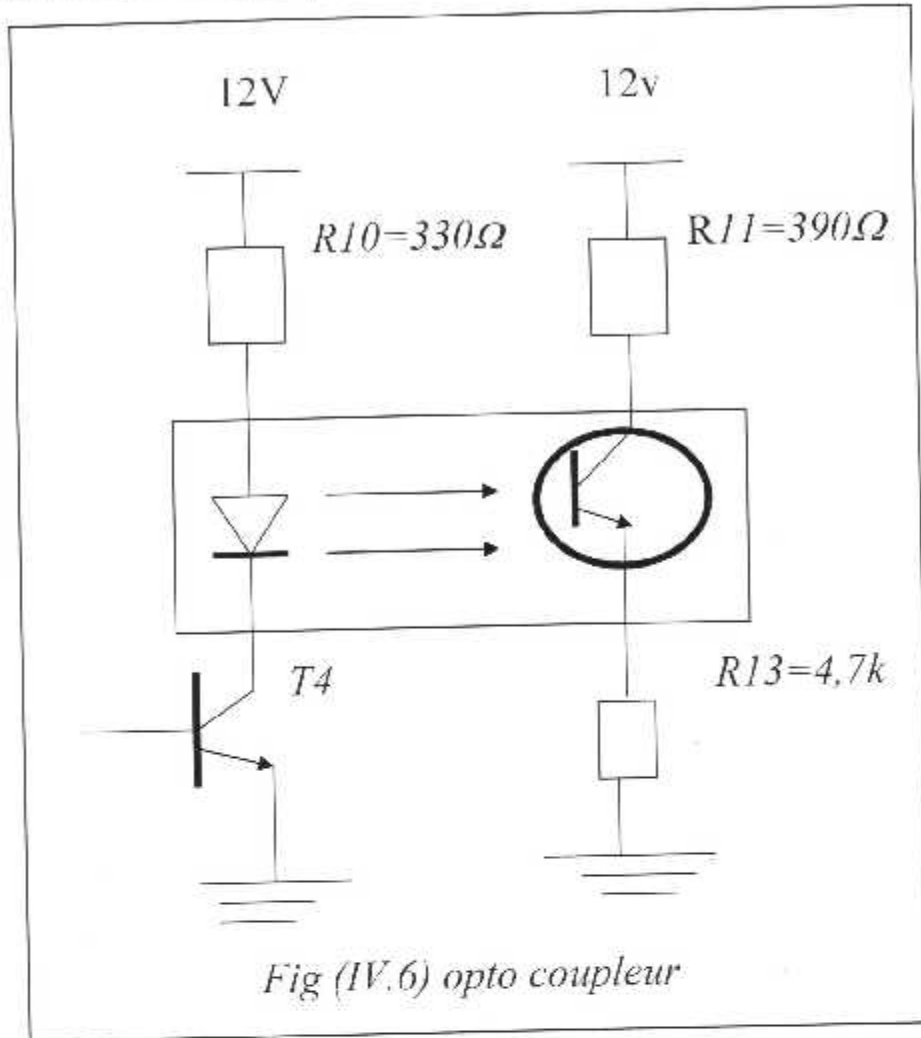 12V 12v
R10=330Ω R11=390Ω
T4 R13=4,7k
Fig (IV.6) opto coupleur